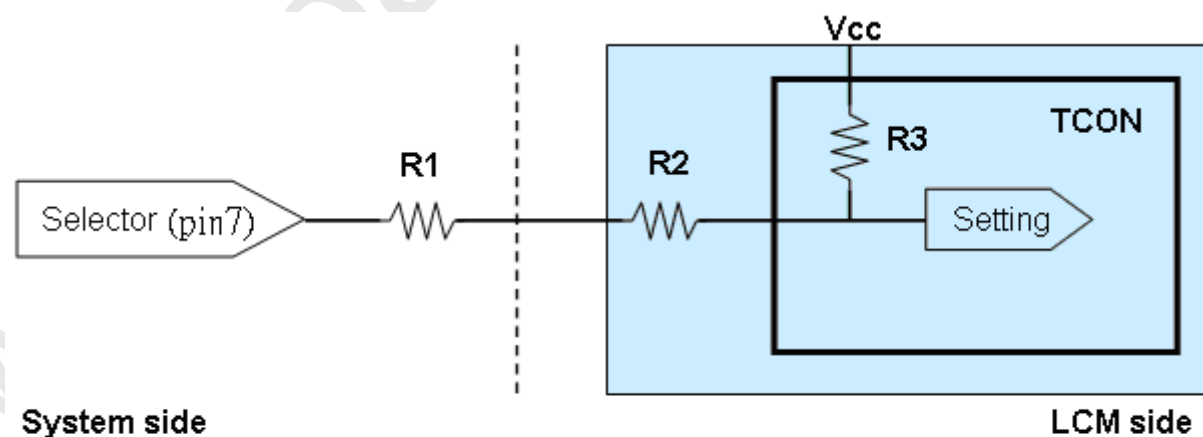 Vcc
TCON
R3
R1
R2
Selector (pin7)
Setting
System side
LCM side